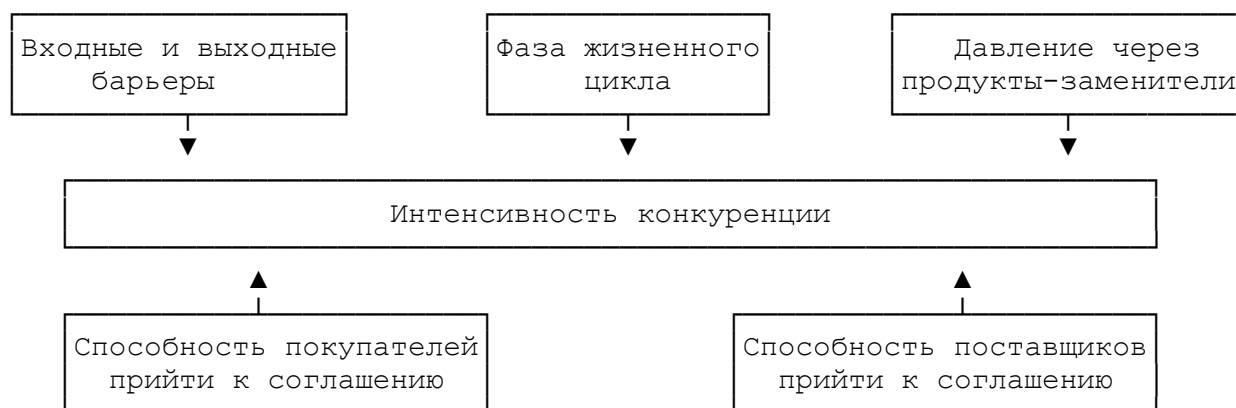 Входные и выходные
барьеры
Фаза жизненного
цикла
Давление через
продукты-заменители
Интенсивность конкуренции
Способность покупателей
прийти к соглашению
Способность поставщиков
прийти к соглашению